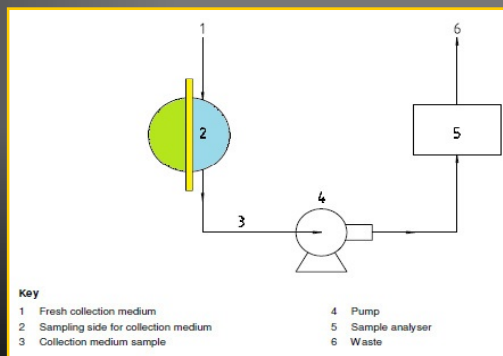 1
6
2
5
4
3
Key
1 Fresh collection medium
2 Sampling side for collection medium
3 Collection medium sample
4 Pump
5 Sample analyser
6 Waste